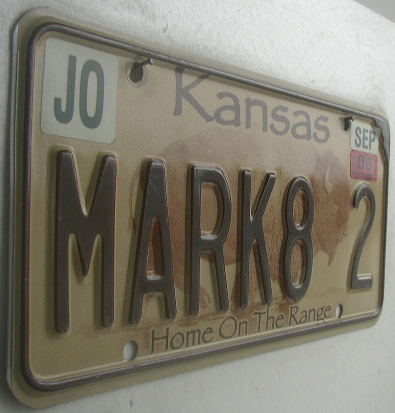 JO Kansas SEP
08
MARK8 2
Home On The Range